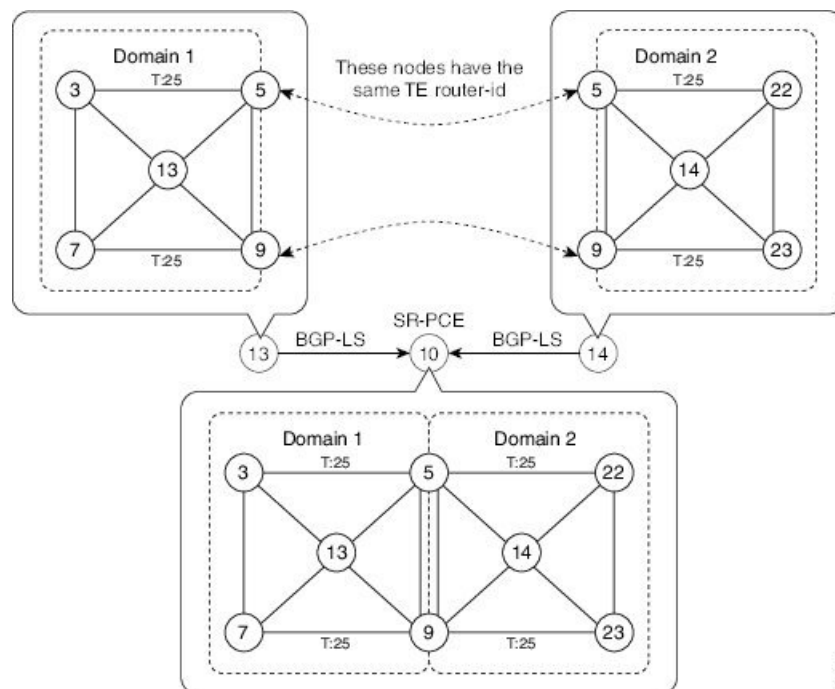 Domain 1
3
T:25
5
13
7
T:25
9
These nodes have the
same TE router-id
Domain 2
5
T:25
22
14
9
T:25
23
SR-PCE
13
BGP-LS
10
BGP-LS
14
Domain 1
Domain 2
3
T:25
5
T:25
22
13
14
7
T:25
9
T:25
23